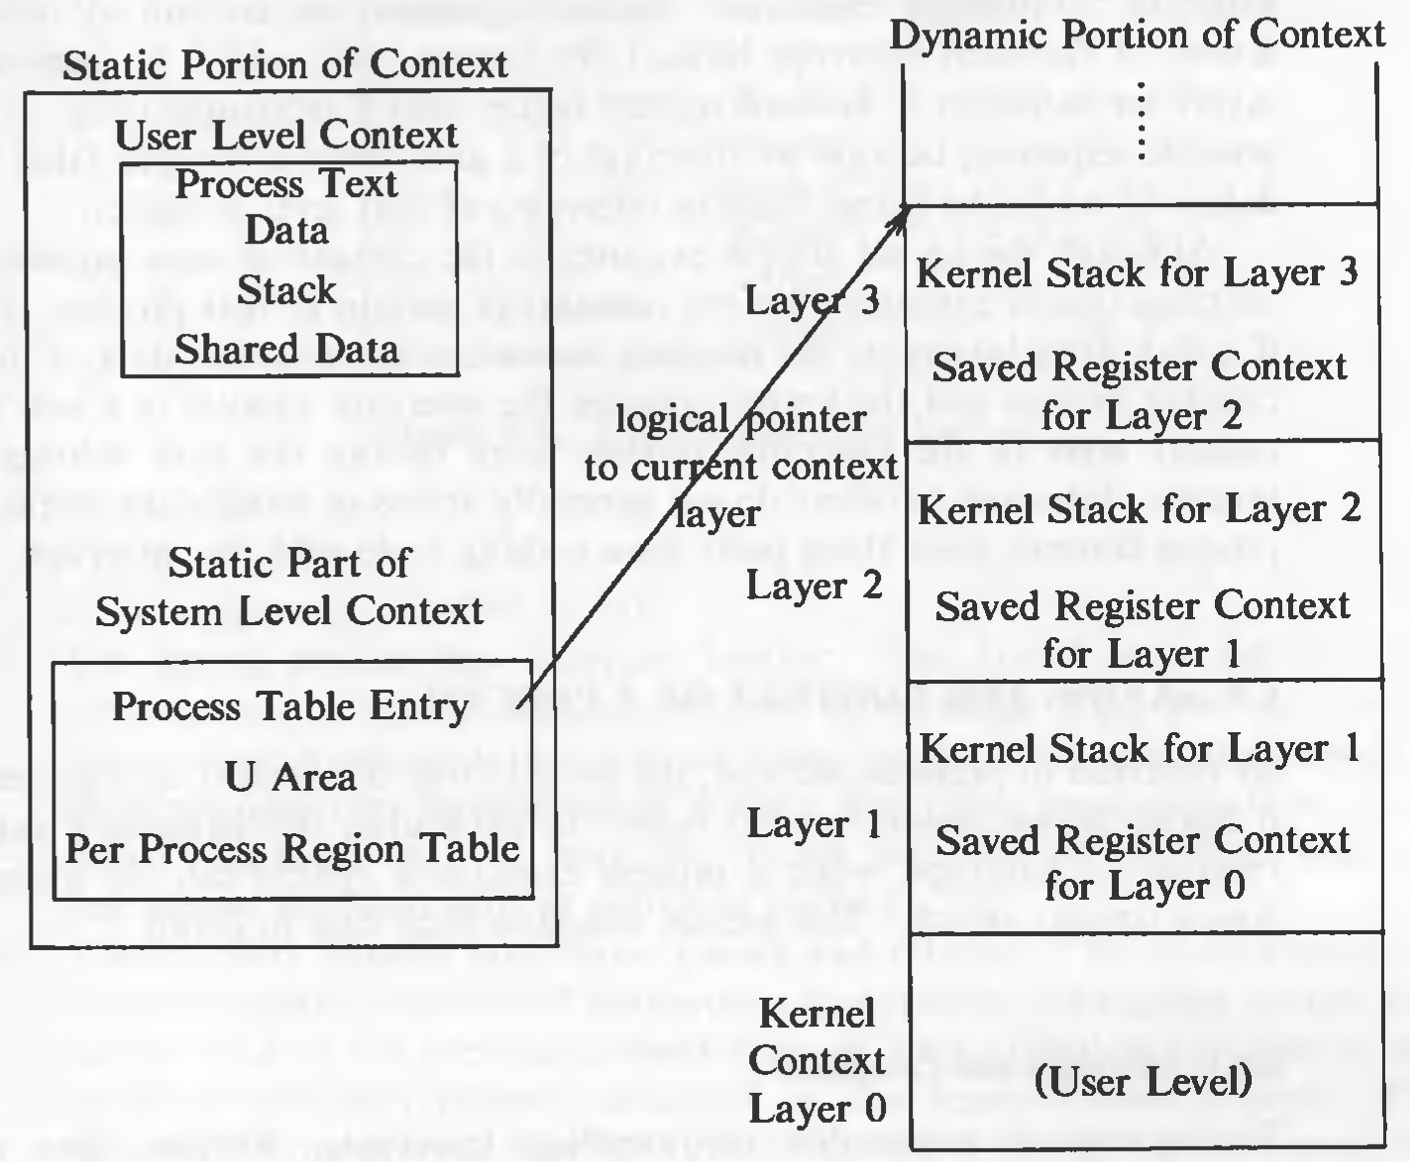 Static Portion of Context
User Level Context
Process Text
Data
Stack
Shared Data
Static Part of
System Level Context
Process Table Entry
U Area
Per Process Region Table
logical pointer
to current context
layer
Dynamic Portion of Context
Layer 3
Kernel Stack for Layer 3
Saved Register Context
for Layer 2
Layer 2
Kernel Stack for Layer 2
Saved Register Context
for Layer 1
Layer 1
Kernel Stack for Layer 1
Saved Register Context
for Layer 0
Kernel
Context
Layer 0
(User Level)